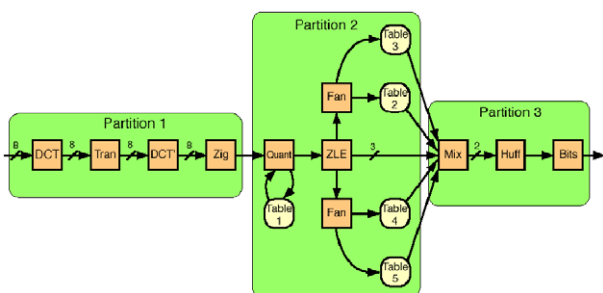 Partition 2
Table
3
Fan
Table
2
Partition 1
Partition 3
8
DCT
8
Tran
8
DCT'
8
Zig
Quant
ZLE
3
Mix
2
Huff
Bits
Table
1
Fan
Table
4
Table
5